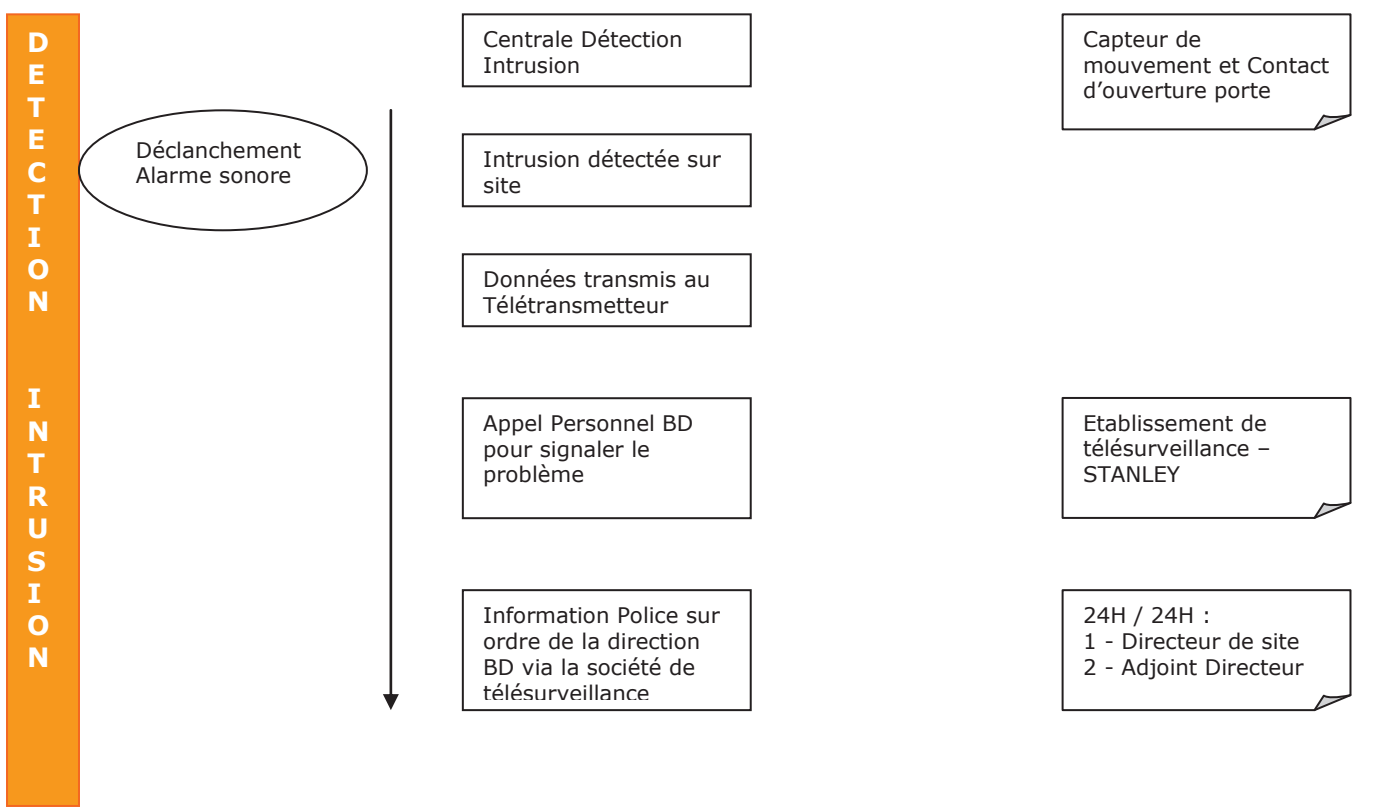 DETECTION INTRUSION
Centrale Détection
Intrusion
Capteur de
mouvement et Contact
d'ouverture porte
Déclanchement
Alarme sonore
Intrusion détectée sur
site
Données transmis au
Télétransmetteur
Appel Personnel BD
pour signaler le
problème
Etablissement de
télésurveillance –
STANLEY
Information Police sur
ordre de la direction
BD via la société de
télésurveillance
24H / 24H :
1 - Directeur de site
2 - Adjoint Directeur